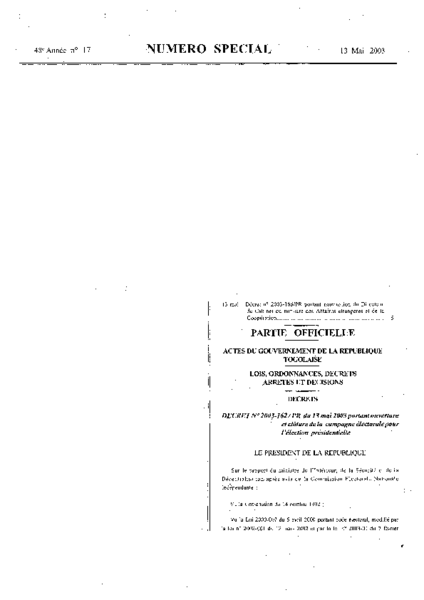 48e Année n° 17 NUMERO SPECIAL 13 Mai 2003
13 mai Décret n° 2003-166/PR portant nomination du
de cabinet du ministre des Affaires étrangères et de la
Coopération 3
PARTIE OFFICIELLE
ACTES DU GOUVERNEMENT DE LA REPUBLIQUE
TOGOLAISE
LOIS, ORDONNANCES, DECRETS
ARRETES ET DECISIONS
DECRETS
DECRET N° 2003-162 / PR du 13 mai 2003 portant ouverture
et clôture de la campagne électorale pour
l'élection présidentielle
LE PRESIDENT DE LA REPUBLIQUE
Sur le rapport du ministre de l'Intérieur, de la Sécurité et de la
Décentralisation après avis de la Commission Electorale Nationale
Indépendante ;
Vu la Constitution du 14 octobre 1992 ;
Vu la Loi 2000-007 du 5 avril 2000 portant code électoral, modifié par
la loi n° 2002-001 du 12 mars 2002 et par la loi n° 2003-01 du 7 février